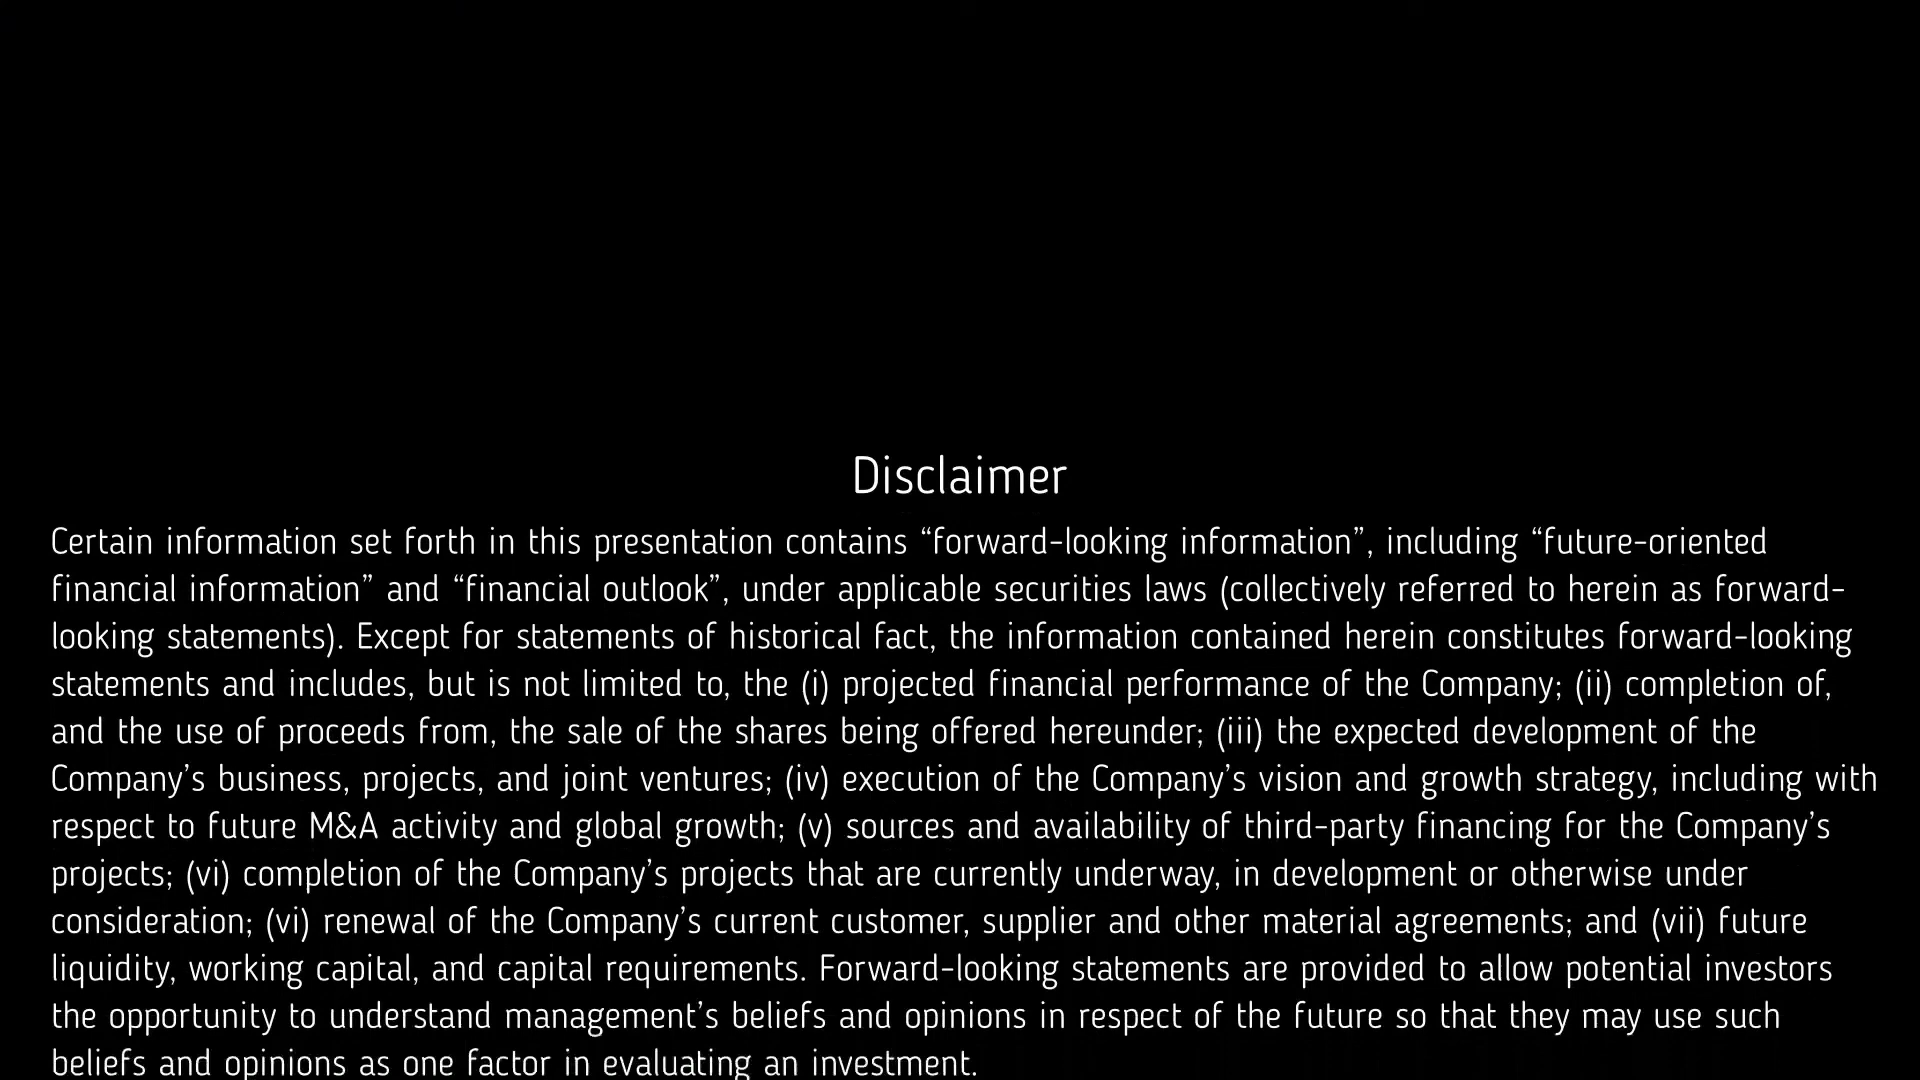 Disclaimer
Certain information set forth in this presentation contains “forward-looking information”, including “future-oriented
financial information” and “financial outlook”, under applicable securities laws (collectively referred to herein as forward-
looking statements). Except for statements of historical fact, the information contained herein constitutes forward-looking
statements and includes, but is not limited to, the (i) projected financial performance of the Company; (ii) completion of,
and the use of proceeds from, the sale of the shares being offered hereunder; (iii) the expected development of the
Company’s business, projects, and joint ventures; (iv) execution of the Company’s vision and growth strategy, including with
respect to future M&A activity and global growth; (v) sources and availability of third-party financing for the Company’s
projects; (vi) completion of the Company’s projects that are currently underway, in development or otherwise under
consideration; (vi) renewal of the Company’s current customer, supplier and other material agreements; and (vii) future
liquidity, working capital, and capital requirements. Forward-looking statements are provided to allow potential investors
the opportunity to understand management’s beliefs and opinions in respect of the future so that they may use such
beliefs and opinions as one factor in evaluating an investment.